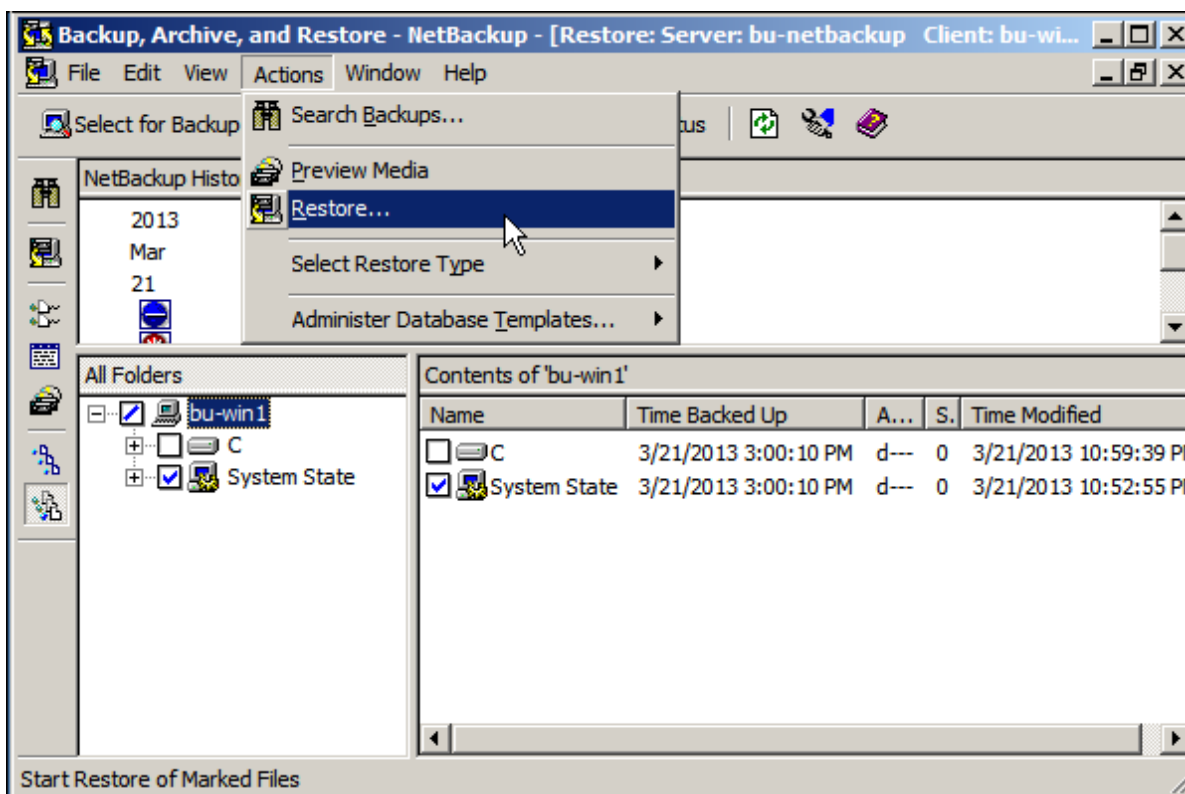 Backup, Archive, and Restore - NetBackup - [Restore: Server: bu-netbackup Client: bu-wi...
File Edit View Actions Window Help
Select for Backup
Search Backups...
Preview Media
NetBackup Histo
Restore...
2013
Mar
21
Select Restore Type
Administer Database Templates...
All Folders
Contents of 'bu-win1'
bu-win1
Name Time Backed Up A... S. Time Modified
C
C 3/21/2013 3:00:10 PM d--- 0 3/21/2013 10:59:39 P
System State
System State 3/21/2013 3:00:10 PM d--- 0 3/21/2013 10:52:55 P
Start Restore of Marked Files